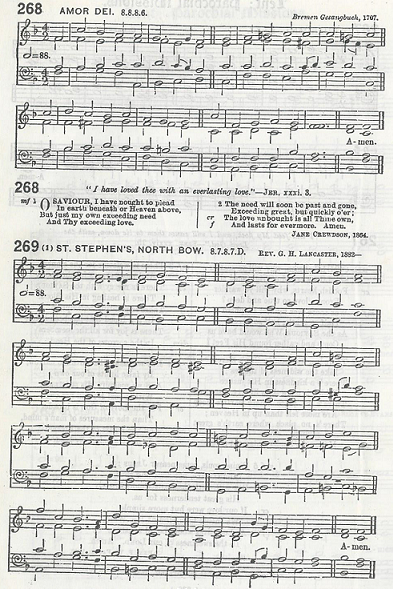 268 AMOR DEI. 8.8.8.6. Bremen Gesangbuch, 1707.
=88.
A-men.
268
"I have loved thee with an everlasting love."—JER. xxxi. 3.
mf 1 O SAVIOUR, I have nought to plead
In earth beneath or Heaven above,
But just my own exceeding need
And Thy exceeding love.
2 The need will soon be past and gone,
Exceeding great, but quickly o'er;
cr The love unbought is all Thine own,
f And lasts for evermore. Amen.
JANE CREWDSON, 1864.
269 (1) ST. STEPHEN'S, NORTH BOW. 8.7.8.7.D. REV. G. H. LANCASTER, 1882—
=88.
A-men.